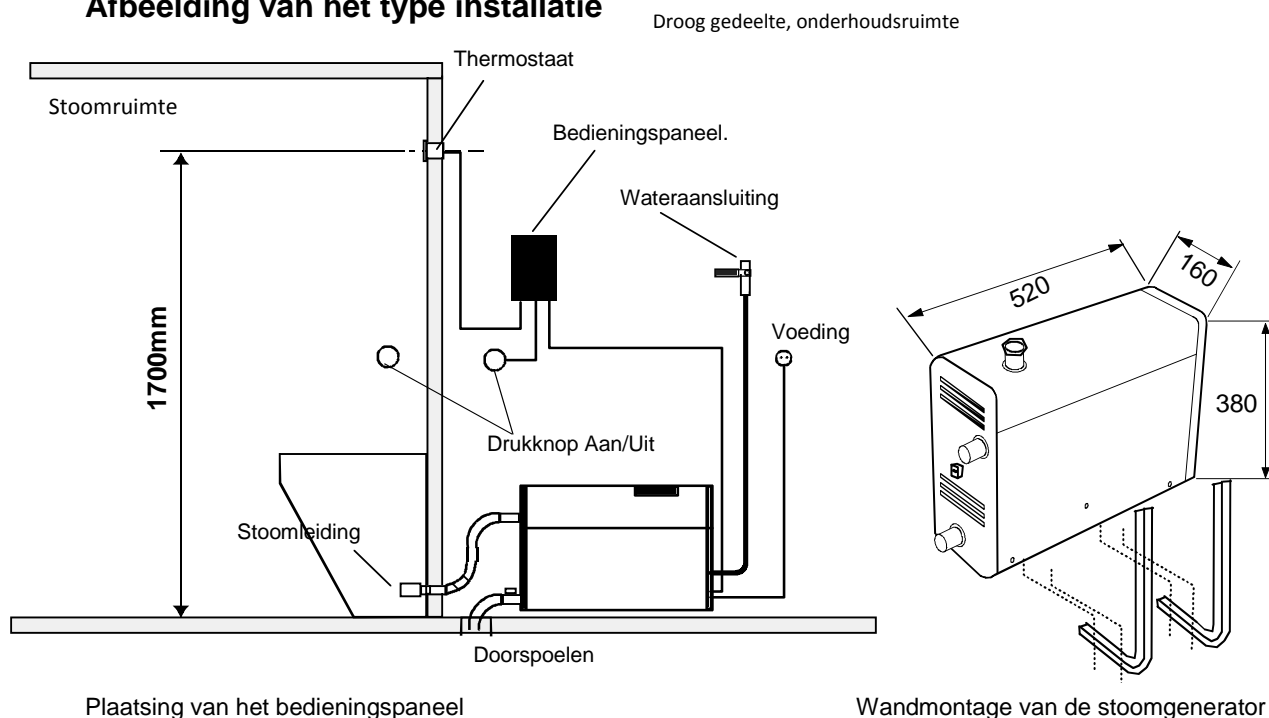 Afbeelding van het type installatie
Droog gedeelte, onderhoudsruimte
Thermostaat
Stoomruimte
Bedieningspaneel.
Wateraansluiting
520
160
Voeding
1700mm
380
Drukknop Aan/Uit
Stoomleiding
Doorspoelen
Plaatsing van het bedieningspaneel
Wandmontage van de stoomgenerator